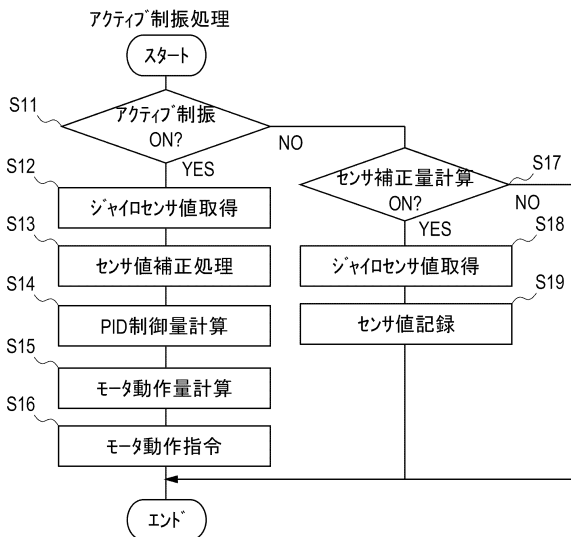 アクティブ制振処理
スタート
S11
アクティブ制振
ON?
NO
YES
S12
ジャイロセンサ値取得
S13
センサ値補正処理
S14
PID制御量計算
S15
モータ動作量計算
S16
モータ動作指令
S17
センサ補正量計算
ON?
NO
YES
S18
ジャイロセンサ値取得
S19
センサ値記録
エンド